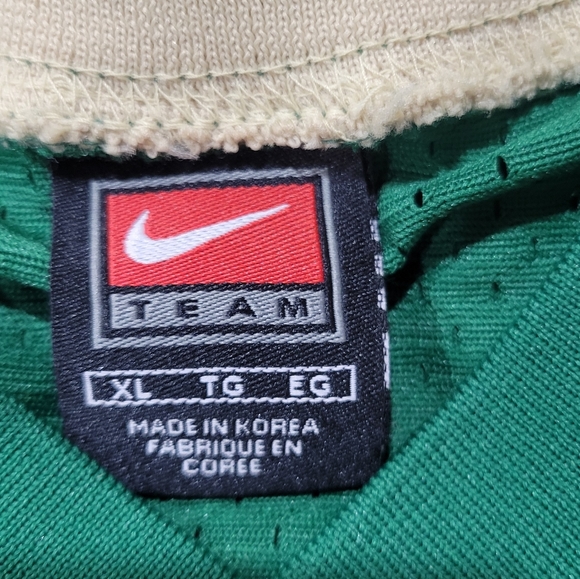 TEAM
XL TG EG
MADE IN KOREA
FABRIQUE EN
COREE